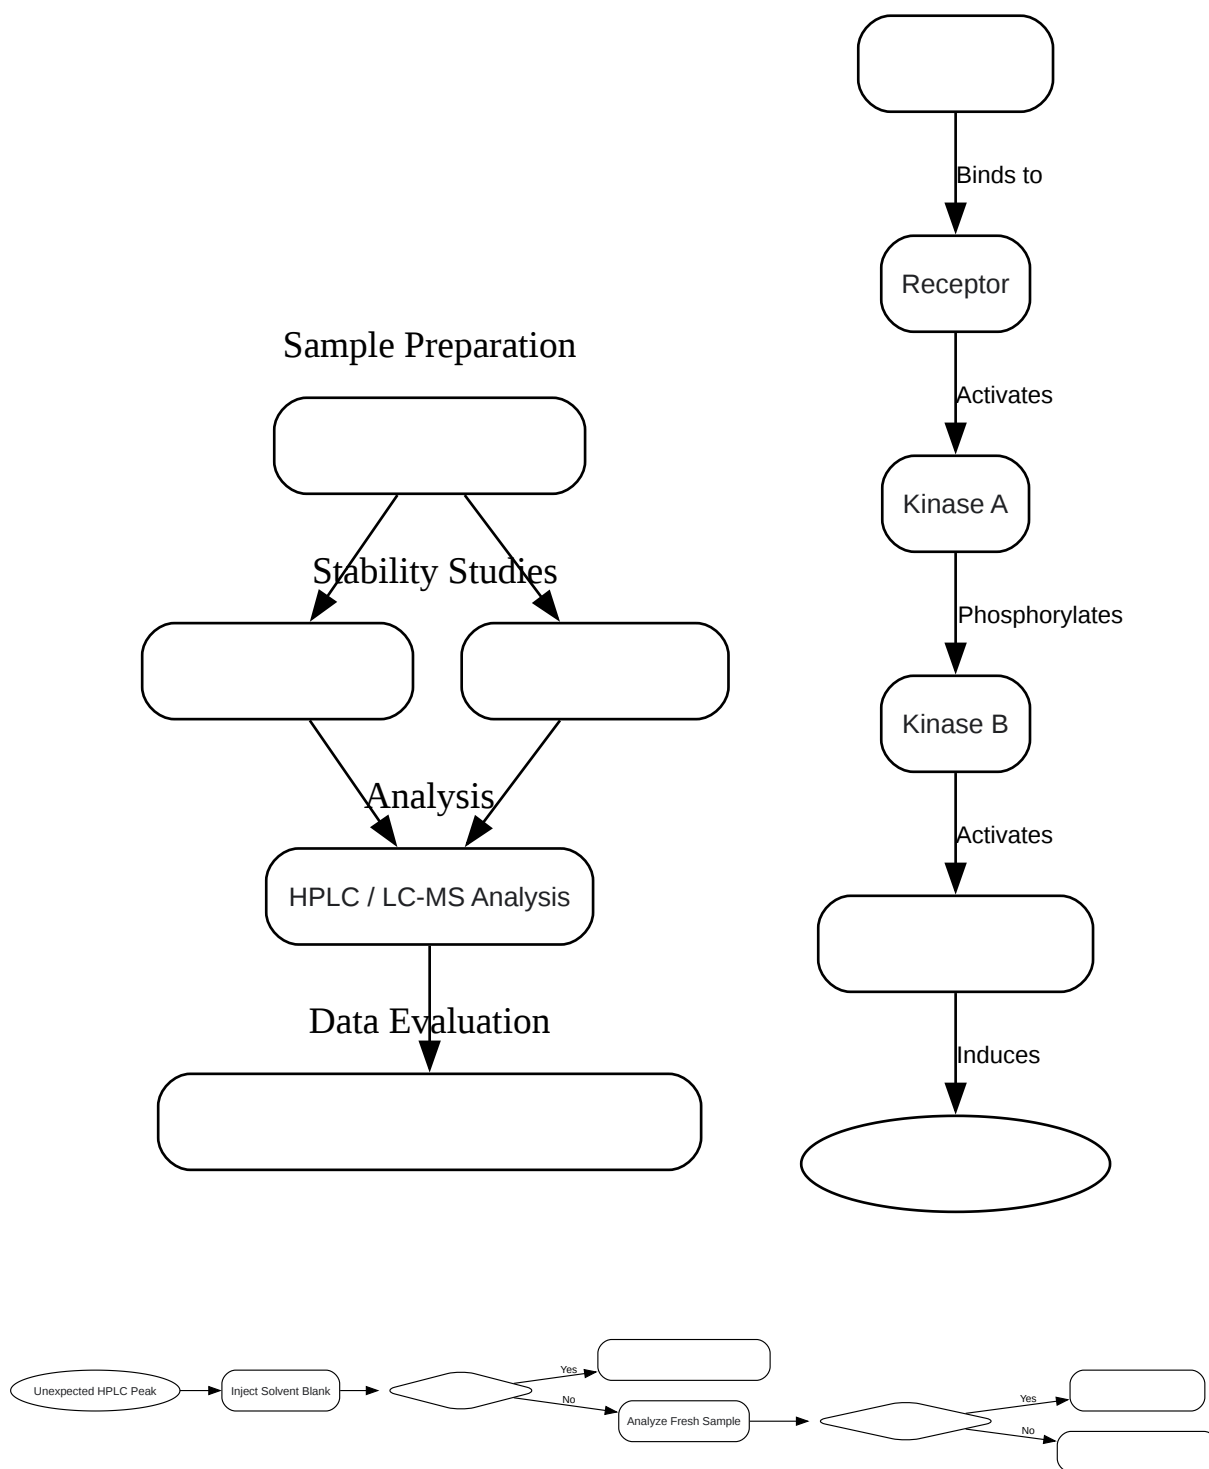 Binds to
Receptor
Activates
Kinase A
Phosphorylates
Kinase B
Activates
Induces
Sample Preparation
Stability Studies
Analysis
HPLC / LC-MS Analysis
Data Evaluation
Unexpected HPLC Peak
Inject Solvent Blank
Yes
No
Analyze Fresh Sample
Yes
No